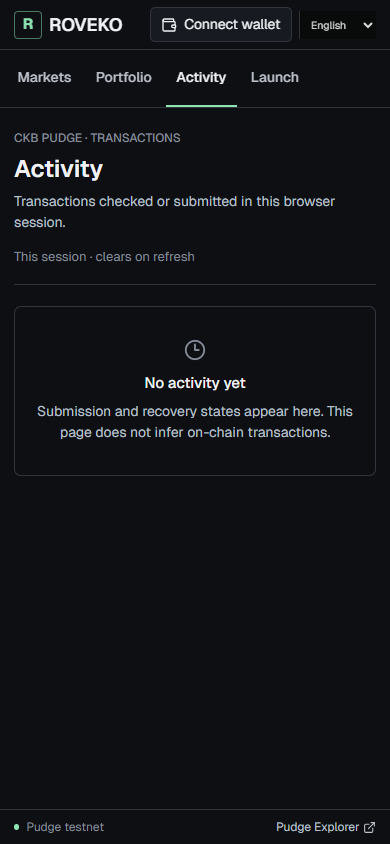 R ROVEKO Connect wallet English
Markets Portfolio Activity Launch
CKB PUDGE · TRANSACTIONS
Activity
Transactions checked or submitted in this browser
session.
This session · clears on refresh
No activity yet
Submission and recovery states appear here. This
page does not infer on-chain transactions.
Pudge testnet Pudge Explorer